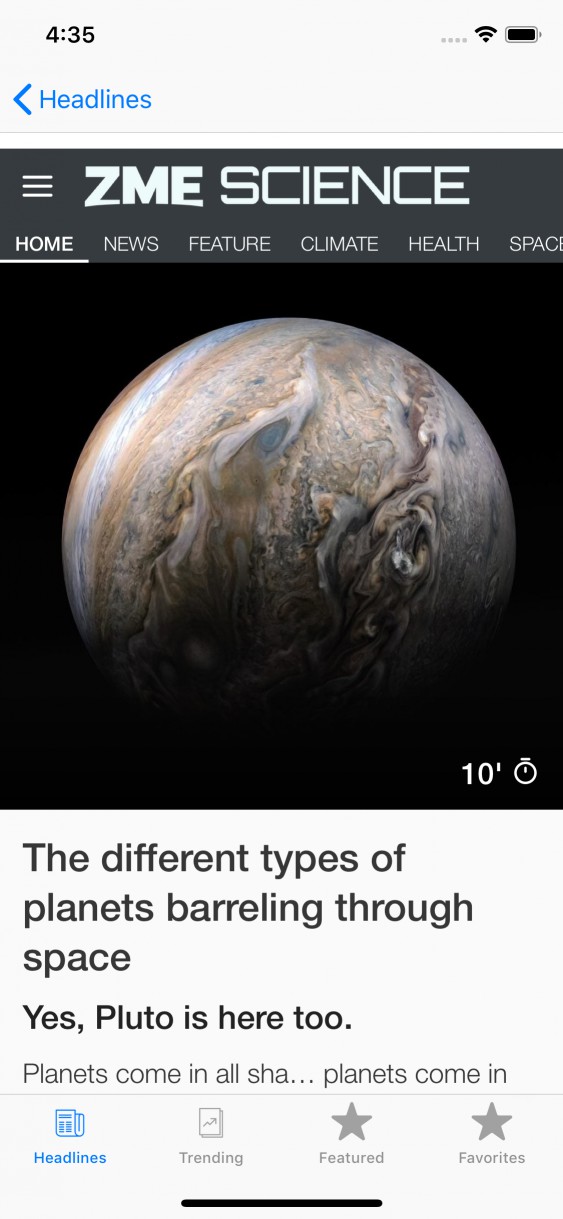 4:35
Headlines
ZME SCIENCE
HOME NEWS FEATURE CLIMATE HEALTH SPACE
10'
The different types of
planets barreling through
space
Yes, Pluto is here too.
Planets come in all sha... planets come in
Headlines Trending Featured Favorites